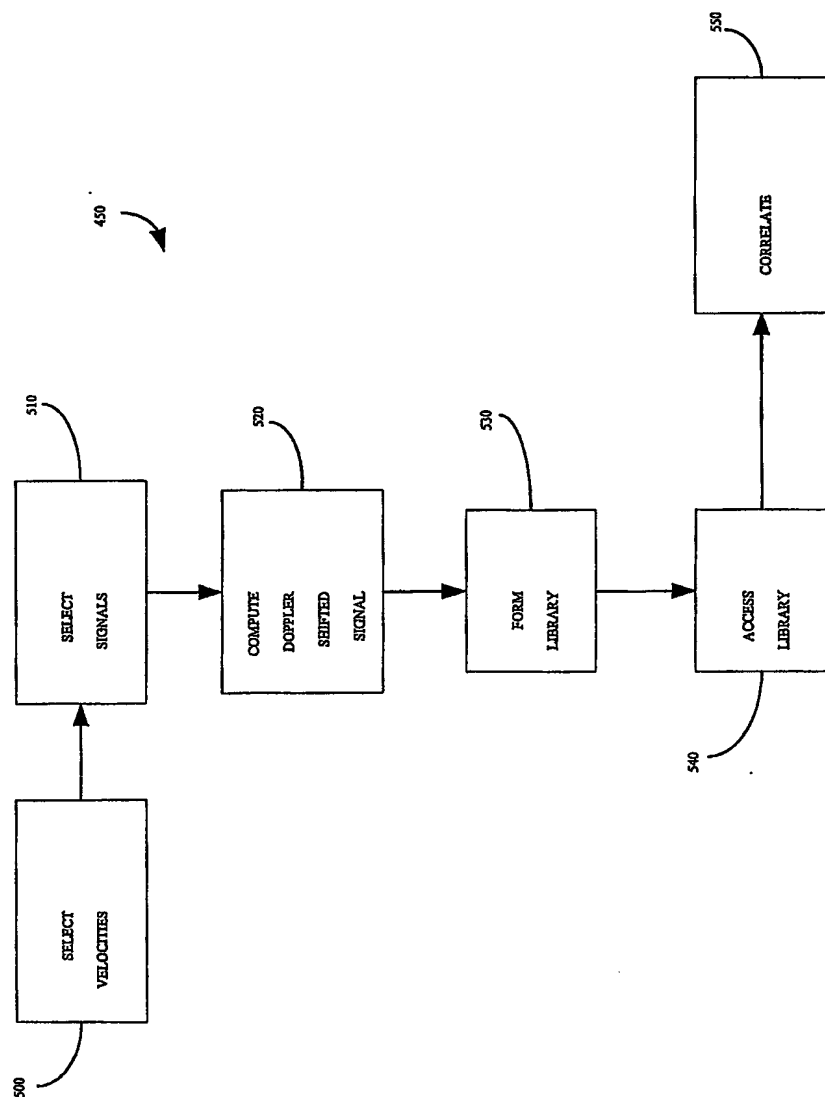 450
500
SELECT
VELOCITIES
510
SELECT
SIGNALS
520
COMPUTE
DOPPLER
SHIFTED
SIGNAL
530
FORM
LIBRARY
540
ACCESS
LIBRARY
550
CORRELATE